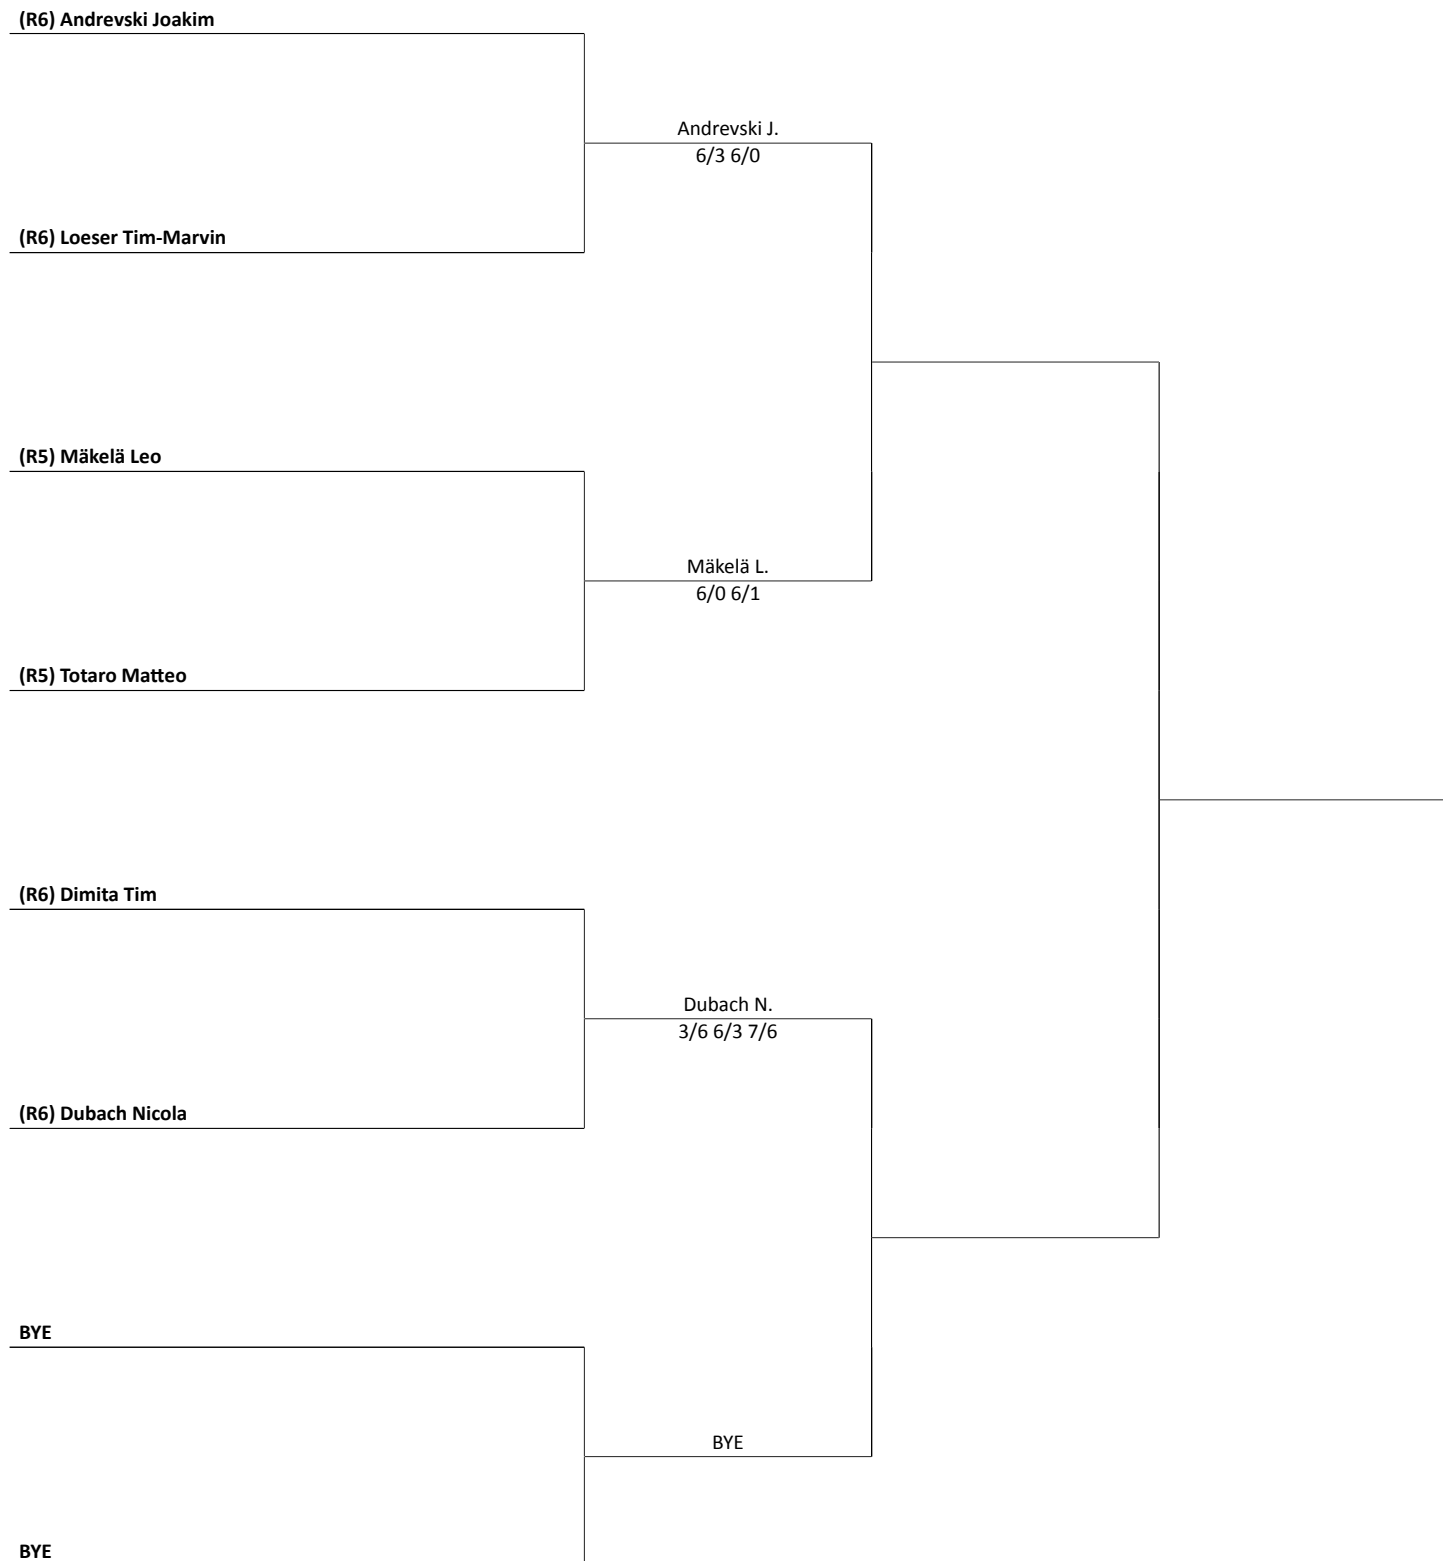 (R6) Andrevski Joakim
Andrevski J.
6/3 6/0
(R6) Loeser Tim-Marvin
(R5) Mäkelä Leo
Mäkelä L.
6/0 6/1
(R5) Totaro Matteo
(R6) Dimita Tim
Dubach N.
3/6 6/3 7/6
(R6) Dubach Nicola
BYE
BYE
BYE